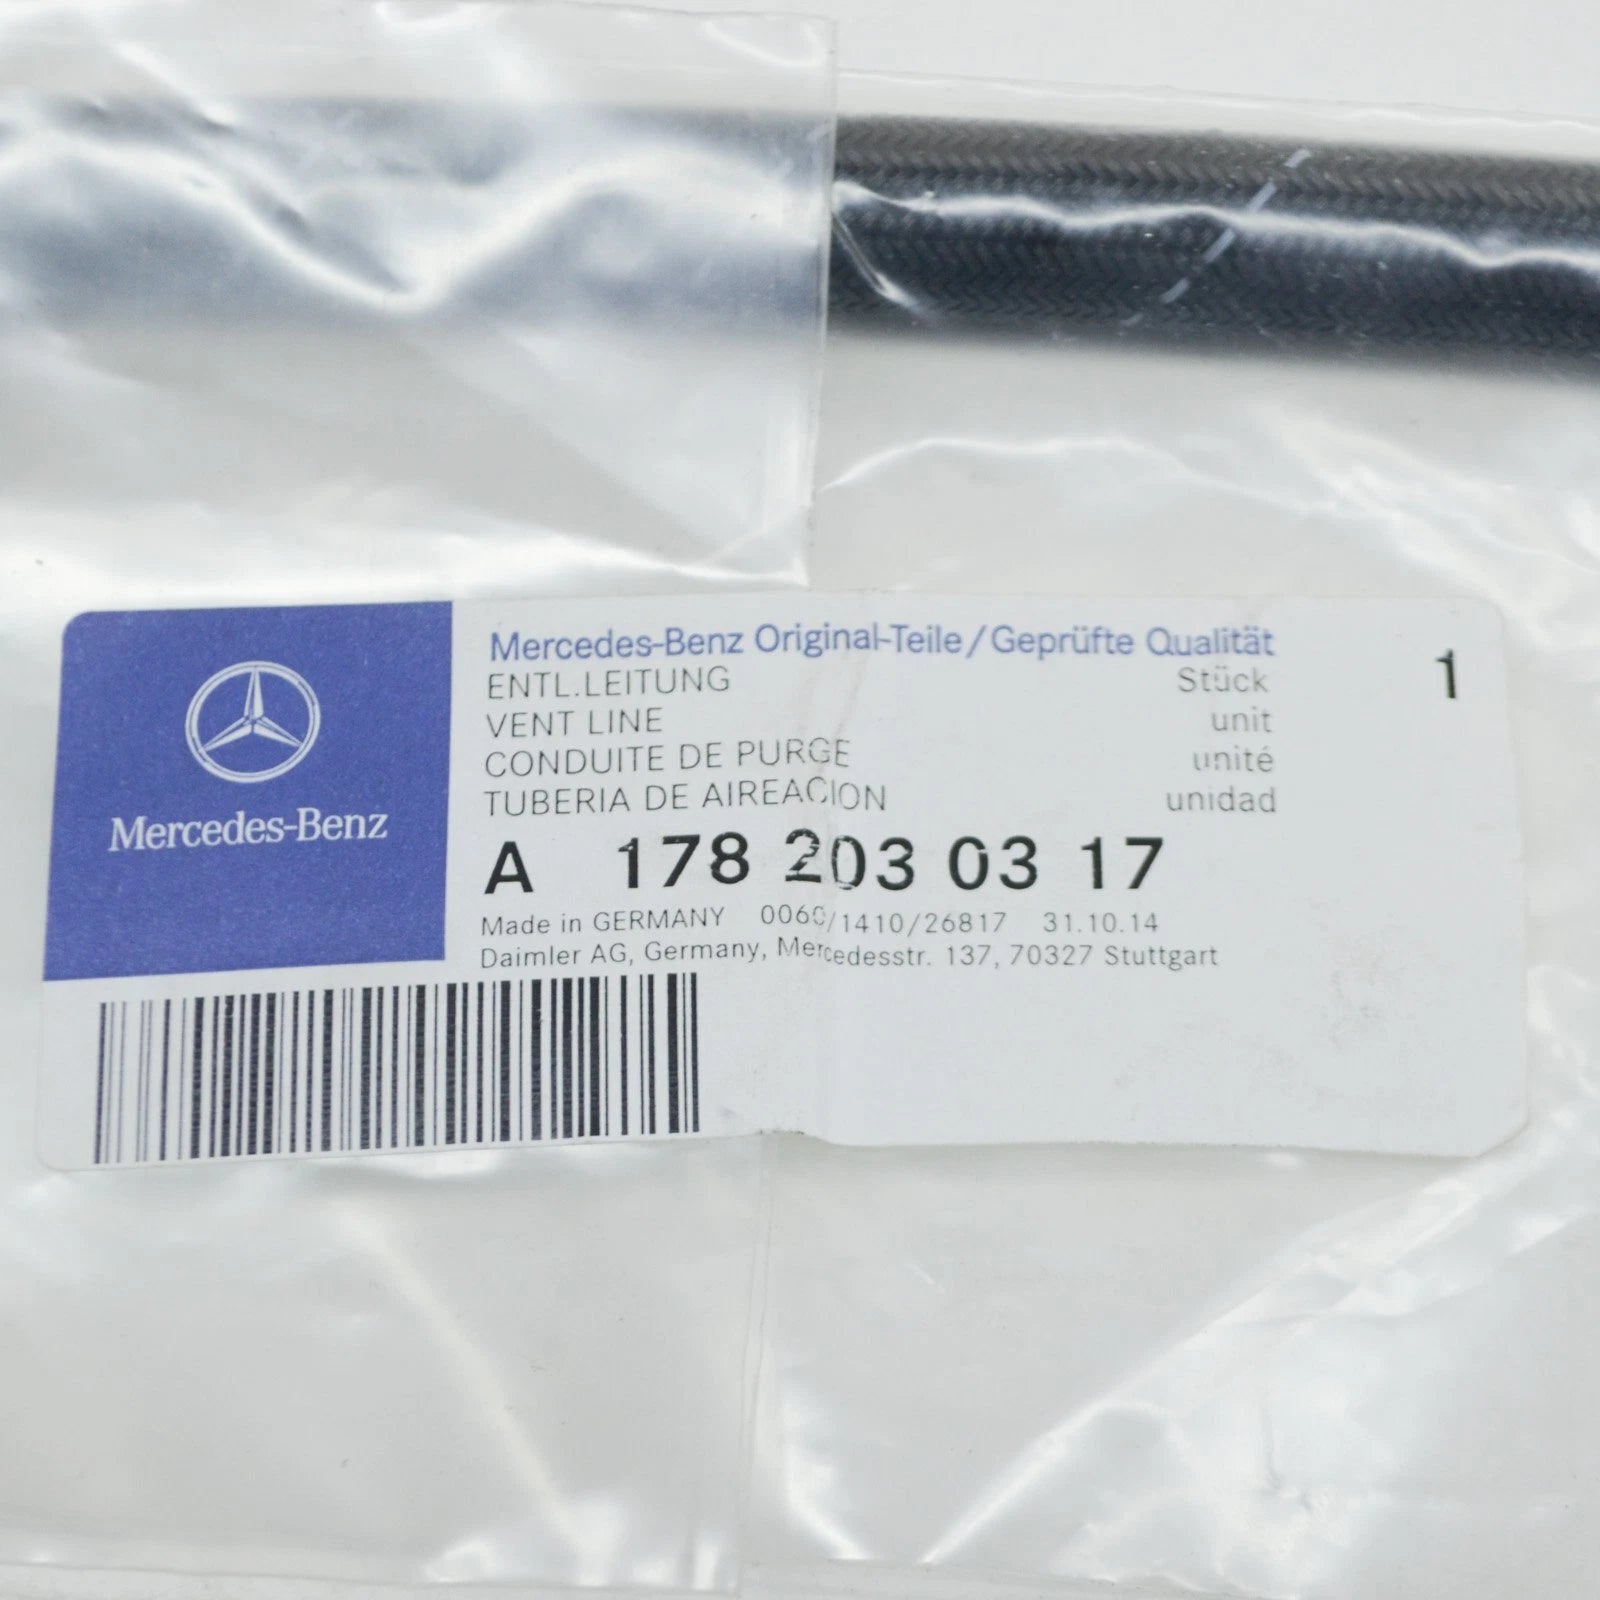 Mercedes-Benz
Mercedes-Benz Original-Teile/Geprüfte Qualität
ENTL.LEITUNG Stück 1
VENT LINE unit
CONDUITE DE PURGE unité
TUBERIA DE AIREACION unidad
A 178 203 03 17
Made in GERMANY 0060/1410/26817 31.10.14
Daimler AG, Germany, Mercedesstr. 137, 70327 Stuttgart